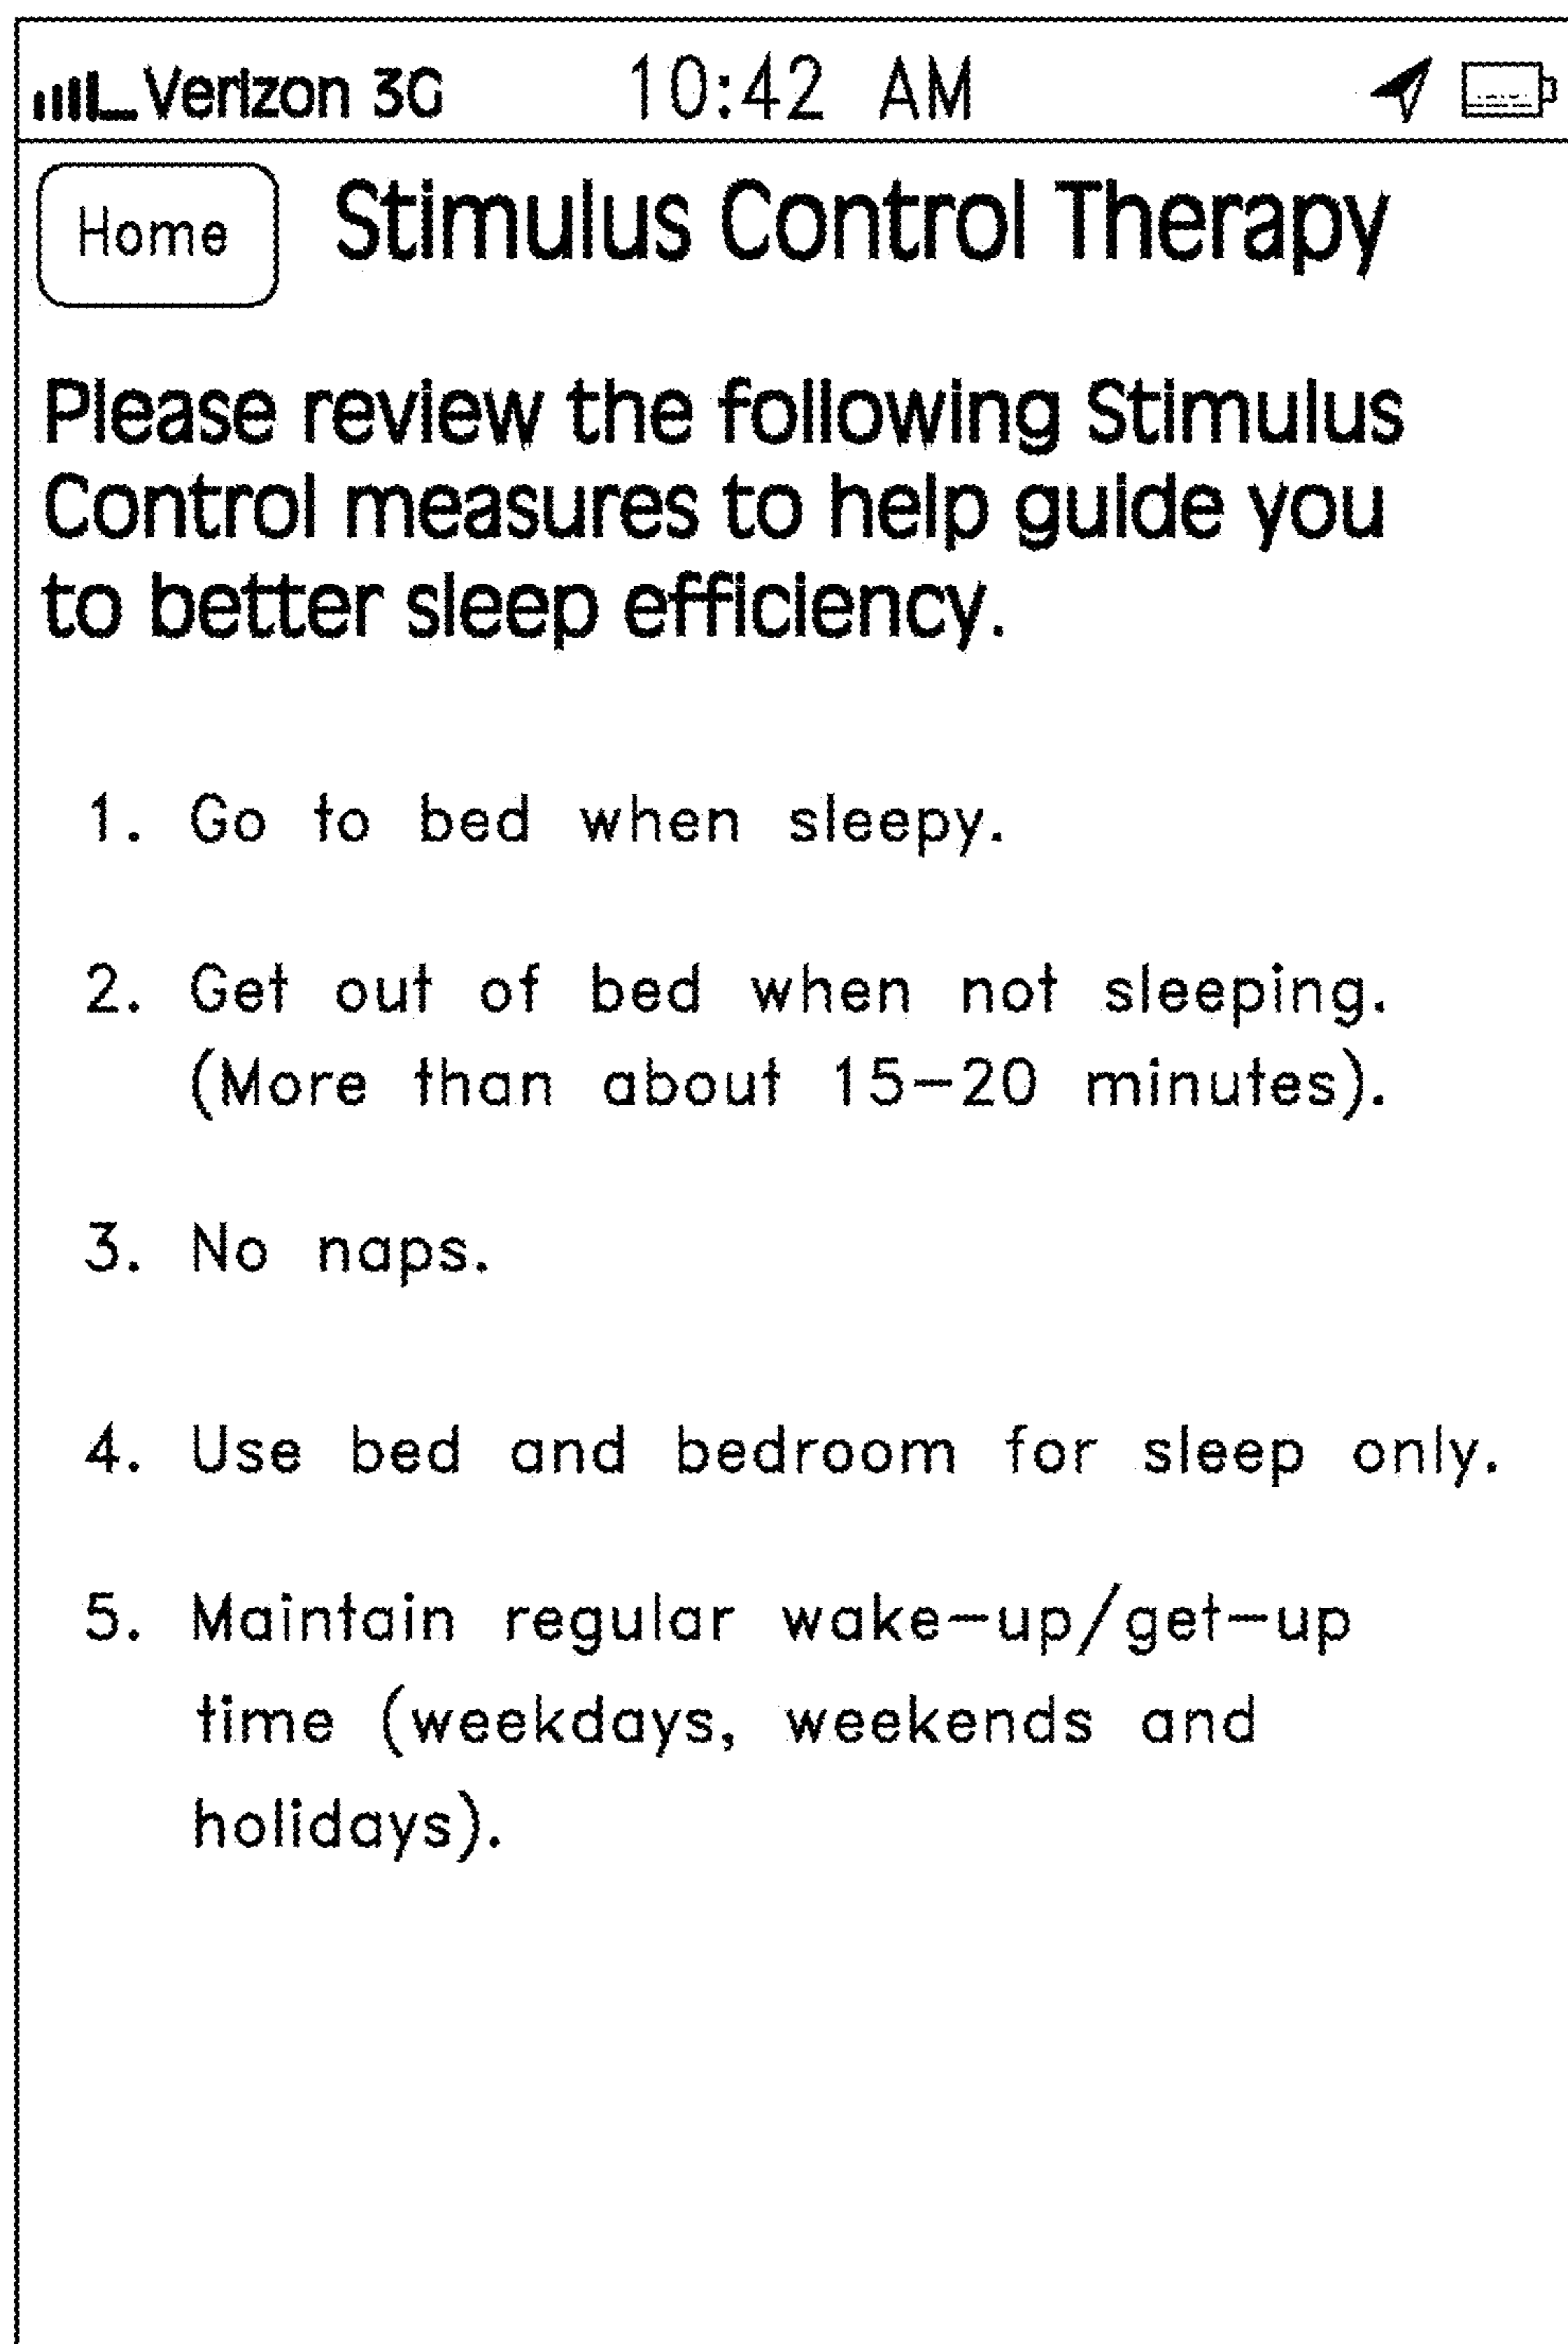 Verizon 3G 10:42 AM
Home Stimulus Control Therapy
Please review the following Stimulus
Control measures to help guide you
to better sleep efficiency.
1. Go to bed when sleepy.
2. Get out of bed when not sleeping.
(More than about 15-20 minutes).
3. No naps.
4. Use bed and bedroom for sleep only.
5. Maintain regular wake-up/get-up
time (weekdays, weekends and
holidays).